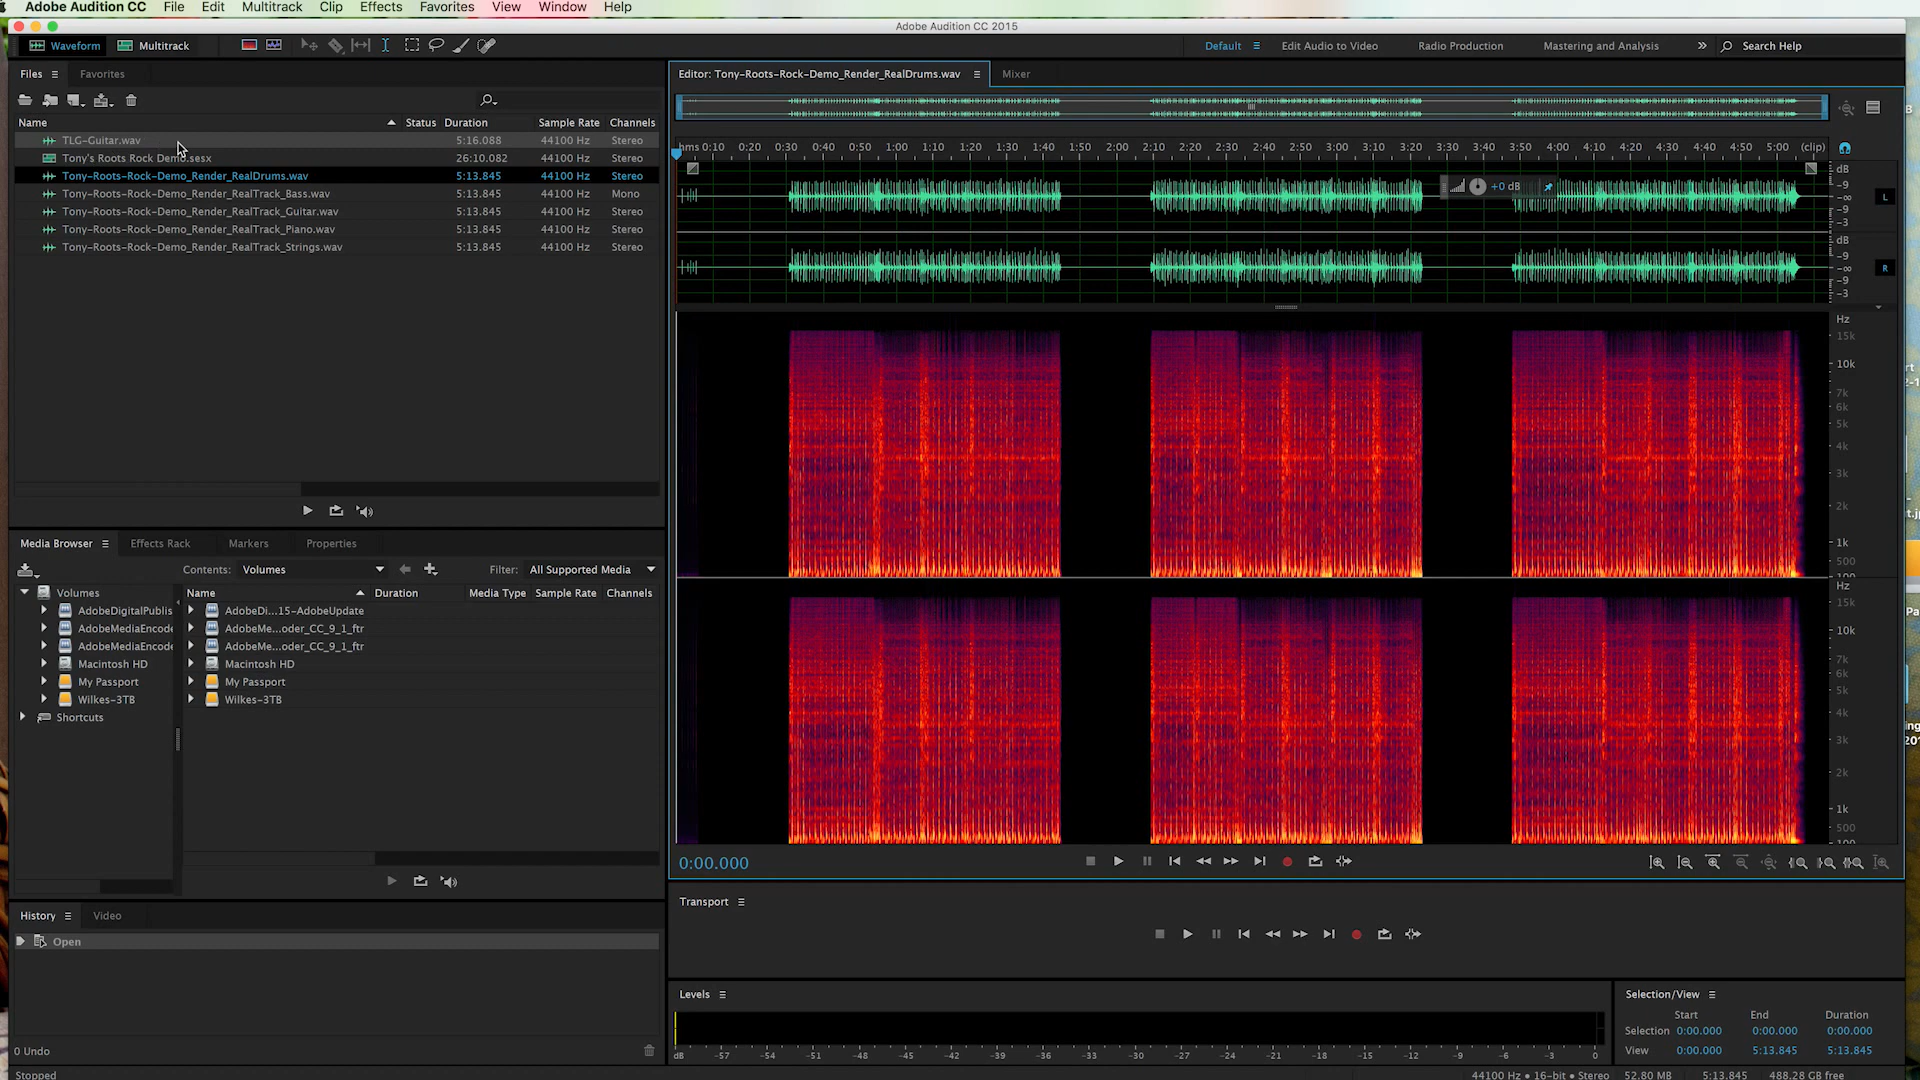 Adobe Audition CC File Edit Multitrack Clip Effects Favorites View Window Help
Adobe Audition CC 2015
Waveform Multitrack Default Edit Audio to Video Radio Production Mastering and Analysis Search Help
Files Favorites
Name Status Duration Sample Rate Channels
TLG-Guitar.wav 5:16.088 44100 Hz Stereo
Tony's Roots Rock Demo.sesx 26:10.082 44100 Hz Stereo
Tony-Roots-Rock-Demo_Render_RealDrums.wav 5:13.845 44100 Hz Stereo
Tony-Roots-Rock-Demo_Render_RealTrack_Bass.wav 5:13.845 44100 Hz Mono
Tony-Roots-Rock-Demo_Render_RealTrack_Guitar.wav 5:13.845 44100 Hz Stereo
Tony-Roots-Rock-Demo_Render_RealTrack_Piano.wav 5:13.845 44100 Hz Stereo
Tony-Roots-Rock-Demo_Render_RealTrack_Strings.wav 5:13.845 44100 Hz Stereo
Media Browser Effects Rack Markers Properties
Contents: Volumes Filter: All Supported Media
Volumes
AdobeDigitalPublis
AdobeMediaEncode
AdobeMediaEncode
Macintosh HD
My Passport
Wilkes-3TB
Shortcuts
Name Duration Media Type Sample Rate Channels
AdobeDi...15-AdobeUpdate
AdobeMe...oder_CC_9_1_ftr
AdobeMe...oder_CC_9_1_ftr
Macintosh HD
My Passport
Wilkes-3TB
History Video
Open
0 Undo
Stopped
Editor: Tony-Roots-Rock-Demo_Render_RealDrums.wav Mixer
hms 0:10 0:20 0:30 0:40 0:50 1:00 1:10 1:20 1:30 1:40 1:50 2:00 2:10 2:20 2:30 2:40 2:50 3:00 3:10 3:20 3:30 3:40 3:50 4:00 4:10 4:20 4:30 4:40 4:50 5:00 (clip)
dB
-9
-∞
-9
-3
L
+0 dB
dB
-9
-∞
-9
-3
R
Hz
15k
10k
7k
6k
5k
4k
3k
2k
1k
500
100
Hz
15k
10k
7k
6k
5k
4k
3k
2k
1k
500
100
0:00.000
Transport
Levels
dB -57 -54 -51 -48 -45 -42 -39 -36 -33 -30 -27 -24 -21 -18 -15 -12 -9 -6 -3 0
Selection/View
Start End Duration
Selection 0:00.000 0:00.000 0:00.000
View 0:00.000 5:13.845 5:13.845
44100 Hz • 16-bit • Stereo 52.80 MB 5:13.845 488.28 GB free